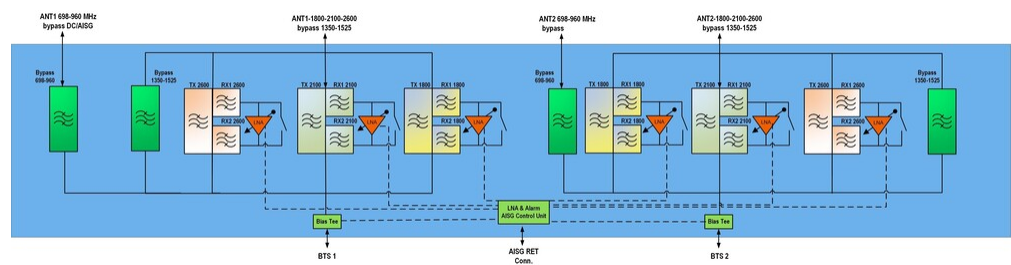 ANT1 698-960 MHz
bypass DC/AISG
ANT1-1800-2100-2600
bypass 1350-1525
ANT2 698-960 MHz
bypass
ANT2-1800-2100-2600
bypass 1350-1525
Bypass
698-960
Bypass
1350-1525
TX 2600
RX1 2600
RX2 2600
LNA
TX 2100
RX1 2100
RX2 2100
LNA
TX 1800
RX1 1800
RX2 1800
LNA
Bypass
698-960
TX 1800
RX1 1800
RX2 1800
LNA
TX 2100
RX1 2100
RX2 2100
LNA
TX 2600
RX1 2600
RX2 2600
LNA
Bypass
1350-1525
Bias Tee
LNA & Alarm
AISG Control Unit
Bias Tee
BTS 1
AISG RET
Conn.
BTS 2